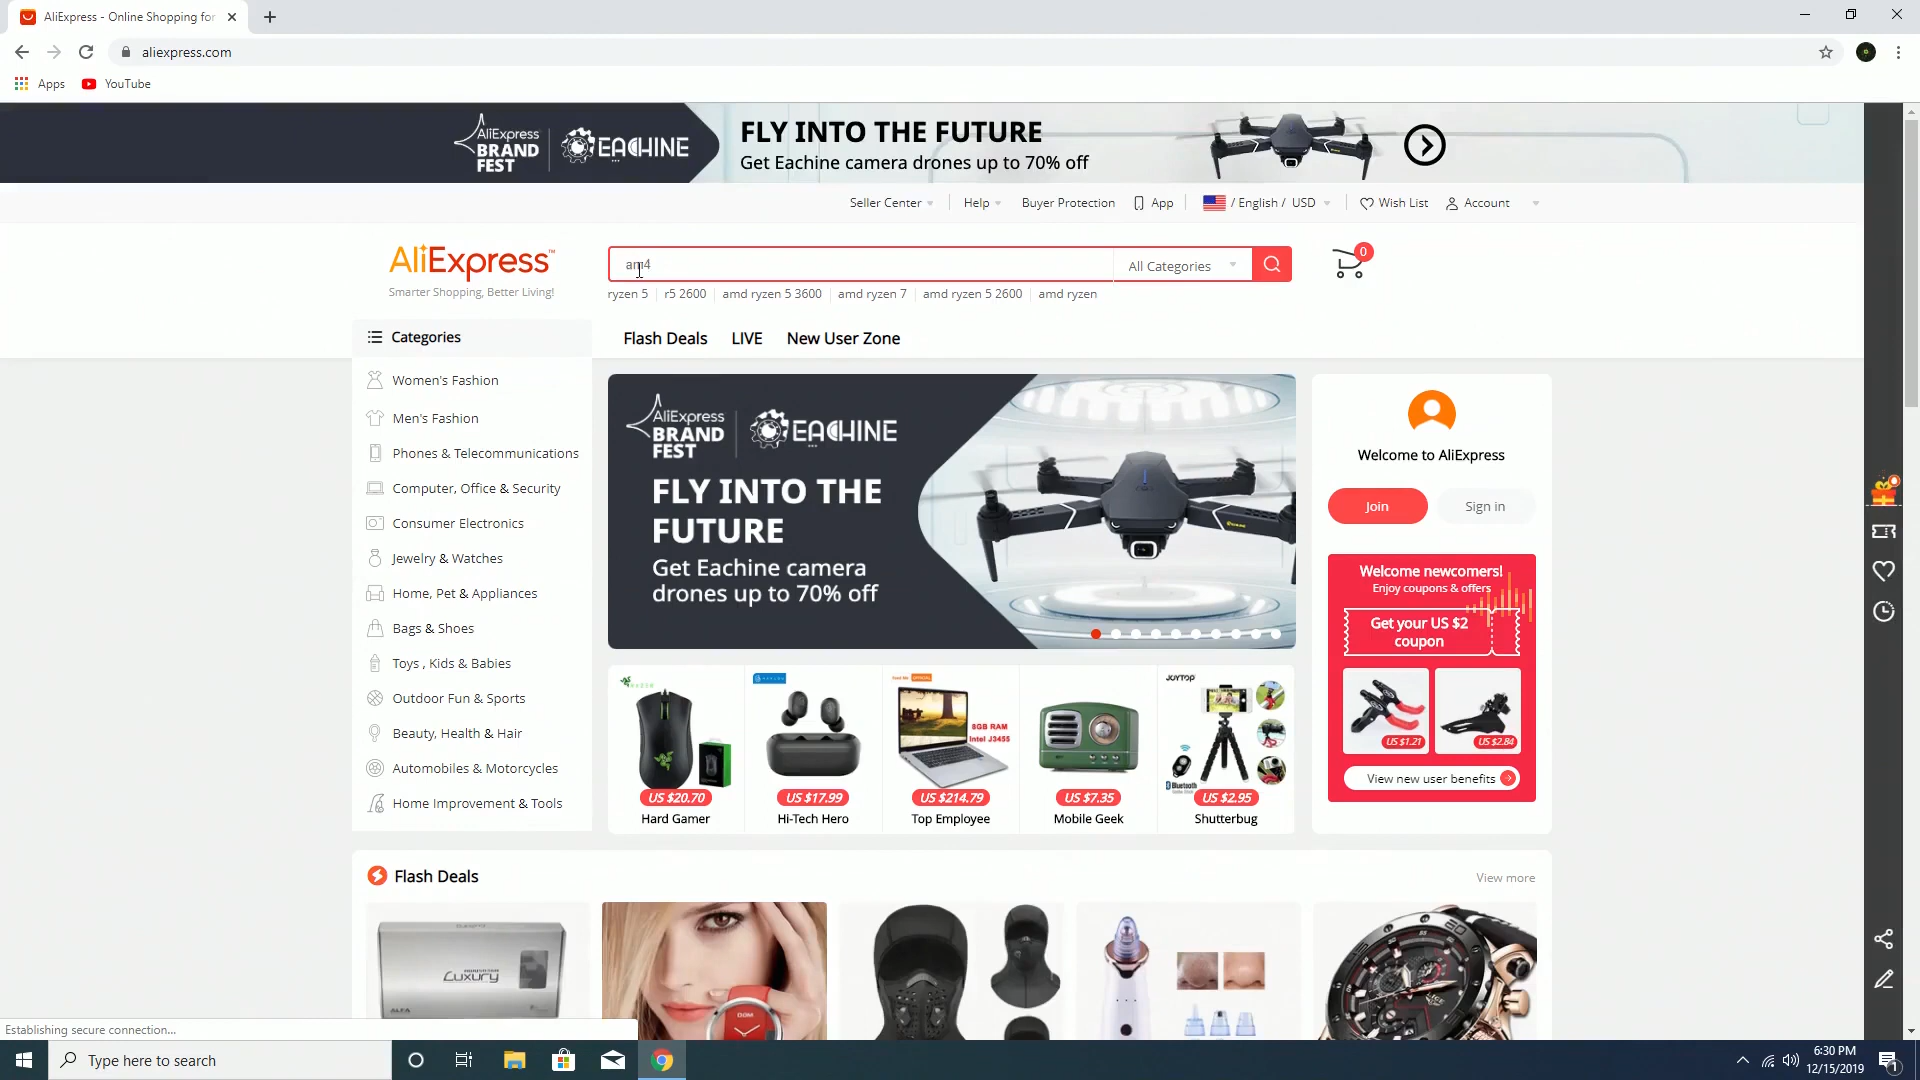 AliExpress - Online Shopping for
aliexpress.com
Apps
YouTube
AliExpress
BRAND
FEST
EACHINE
FLY INTO THE FUTURE
Get Eachine camera drones up to 70% off
Seller Center
Help
Buyer Protection
App
/ English / USD
Wish List
Account
AliExpress
Smarter Shopping, Better Living!
am4
All Categories
0
ryzen 5
r5 2600
amd ryzen 5 3600
amd ryzen 7
amd ryzen 5 2600
amd ryzen
Categories
Flash Deals
LIVE
New User Zone
Women's Fashion
Men's Fashion
Phones & Telecommunications
Computer, Office & Security
Consumer Electronics
Jewelry & Watches
Home, Pet & Appliances
Bags & Shoes
Toys , Kids & Babies
Outdoor Fun & Sports
Beauty, Health & Hair
Automobiles & Motorcycles
Home Improvement & Tools
AliExpress
BRAND
FEST
EACHINE
FLY INTO THE
FUTURE
Get Eachine camera
drones up to 70% off
Welcome to AliExpress
Join
Sign in
Welcome newcomers!
Enjoy coupons & offers
Get your US $2
coupon
US $1.21
US $2.84
View new user benefits
US $20.70
Hard Gamer
US $17.99
Hi-Tech Hero
8GB RAM
Intel J3455
US $214.79
Top Employee
US $7.35
Mobile Geek
JOYTOP
Bluetooth
US $2.95
Shutterbug
Flash Deals
View more
Luxury
ALFA
Establishing secure connection...
Type here to search
6:30 PM
12/15/2019
1